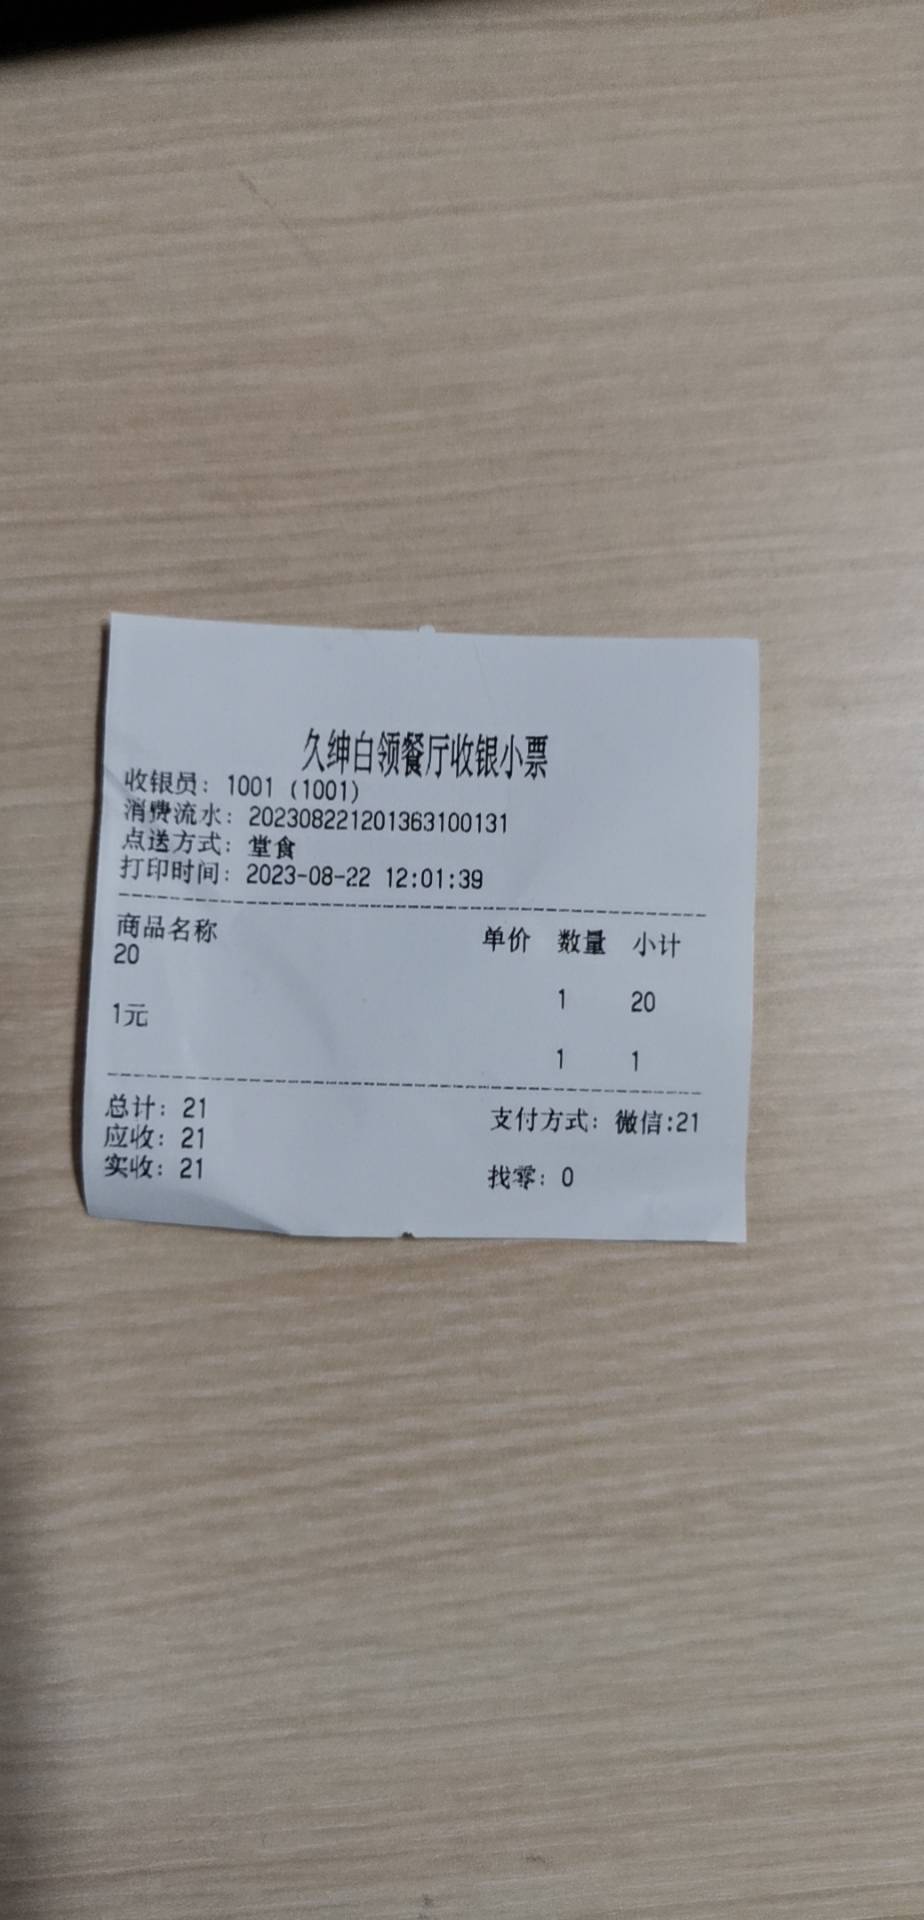 久绅白领餐厅收银小票
收银员: 1001 (1001)
消费流水: 202308221201363100131
点送方式: 堂食
打印时间: 2023-08-22 12:01:39
商品名称 单价 数量 小计
20
1 20
1元
1 1
总计: 21 支付方式: 微信:21
应收: 21
实收: 21 找零: 0